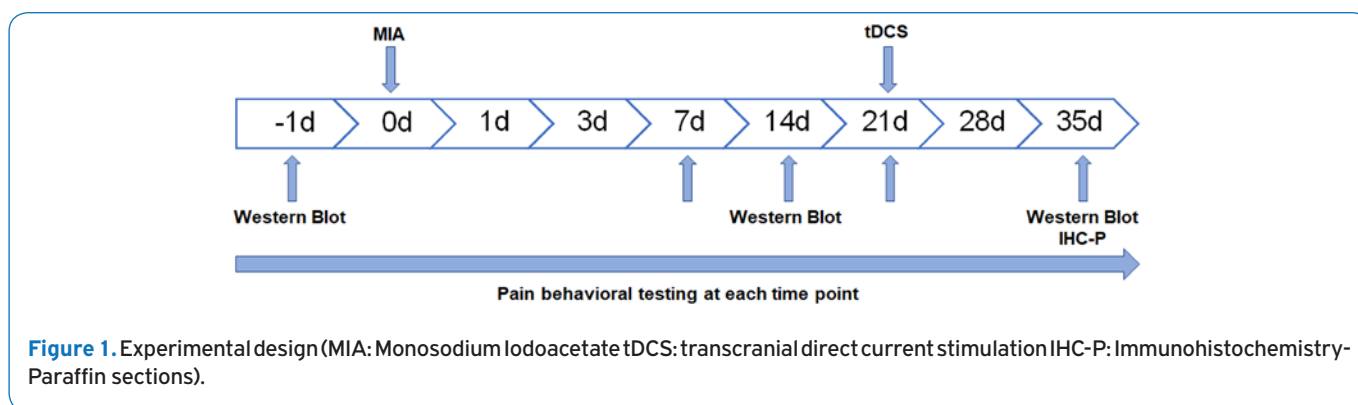 MIA tDCS
-1d 0d 1d 3d 7d 14d 21d 28d 35d
Western Blot Western Blot Western Blot
IHC-P
Pain behavioral testing at each time point
Figure 1. Experimental design (MIA: Monosodium Iodoacetate tDCS: transcranial direct current stimulation IHC-P: Immunohistochemistry-
Paraffin sections).